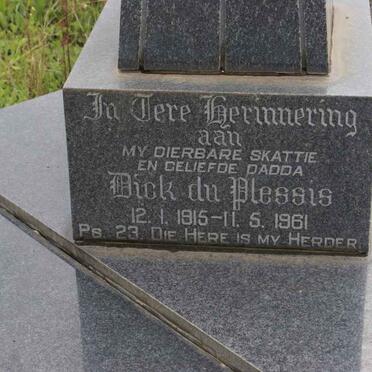 In Tere Herinnering
aan
MY DIERBARE SKATTIE
EN GELIEFDE DADDA
Dick du Plessis
12. 1. 1915-11. 5. 1961
Ps. 23. Die Here is my Herder